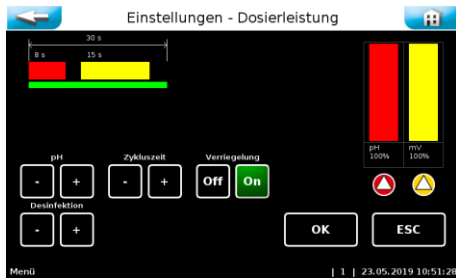 Einstellungen - Dosierleistung
30 s
8 s 15 s
pH mV
100% 100%
pH Zykluszeit Verriegelung
- + - + Off On
Desinfektion
- + OK ESC
Menü | 1 | 23.05.2019 10:51:28